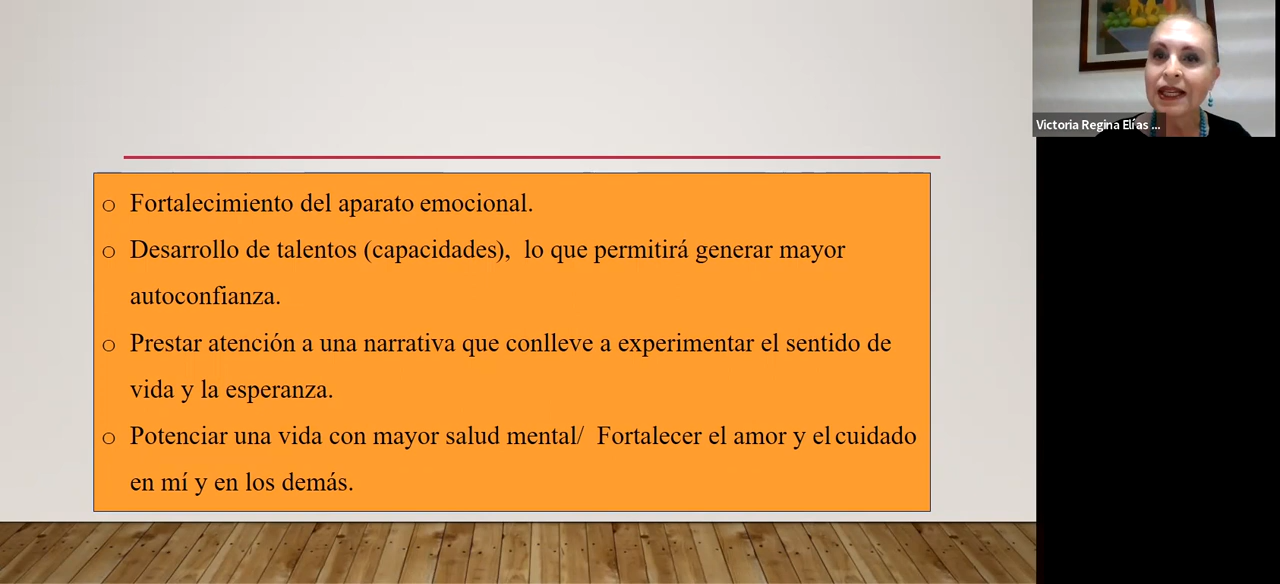 Victoria Regina Elías ...
○ Fortalecimiento del aparato emocional.
○ Desarrollo de talentos (capacidades), lo que permitirá generar mayor
autoconfianza.
○ Prestar atención a una narrativa que conlleve a experimentar el sentido de
vida y la esperanza.
○ Potenciar una vida con mayor salud mental/ Fortalecer el amor y el cuidado
en mí y en los demás.